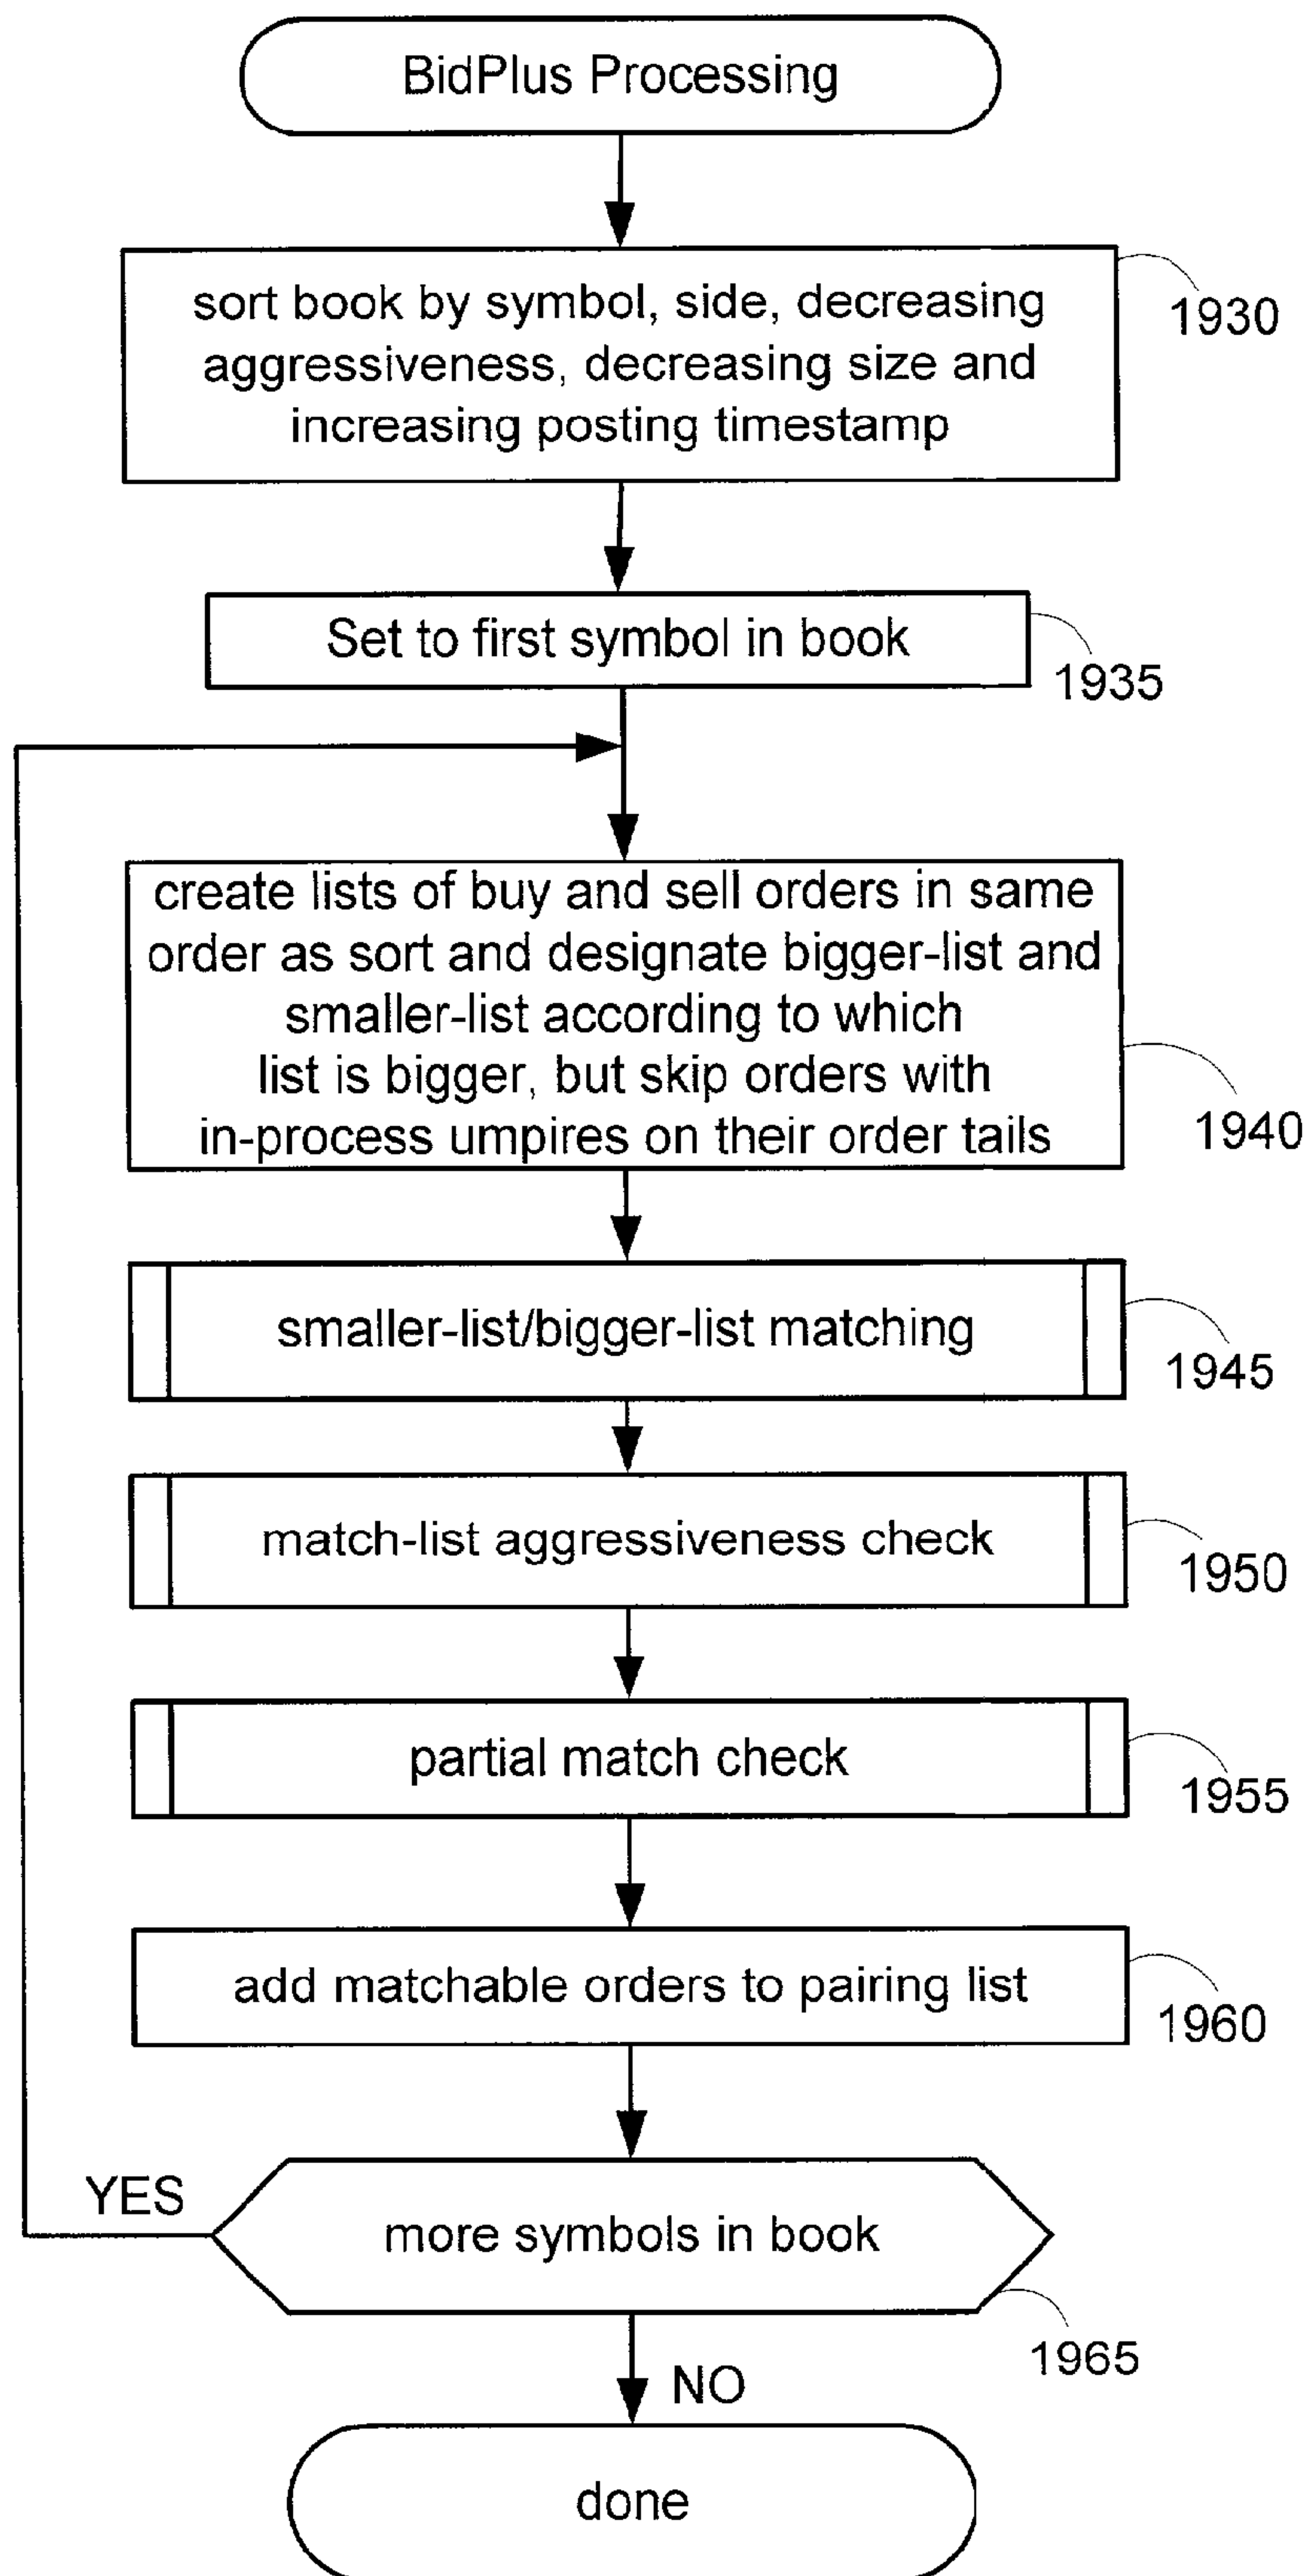 BidPlus Processing
sort book by symbol, side, decreasing
aggressiveness, decreasing size and
increasing posting timestamp
1930
Set to first symbol in book
1935
create lists of buy and sell orders in same
order as sort and designate bigger-list and
smaller-list according to which
list is bigger, but skip orders with
in-process umpires on their order tails
1940
smaller-list/bigger-list matching
1945
match-list aggressiveness check
1950
partial match check
1955
add matchable orders to pairing list
1960
YES
more symbols in book
1965
NO
done